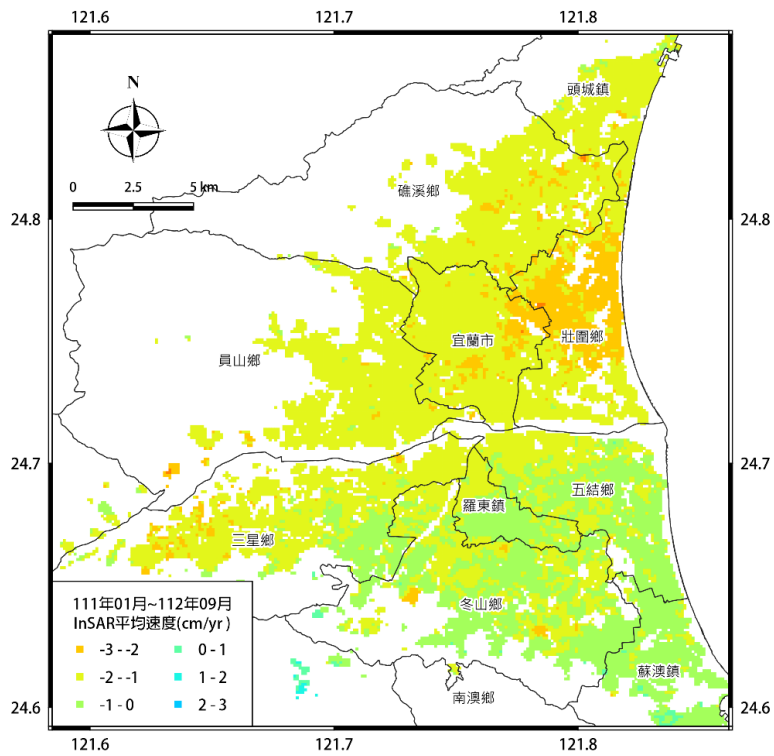 121.6 121.7 121.8
頭城鎮
N
0 2.5 5 km
礁溪鄉
24.8 24.8
宜蘭市 壯圍鄉
員山鄉
24.7 24.7
五結鄉
羅東鎮
三星鄉
冬山鄉
111年01月~112年09月
InSAR平均速度(cm/yr)
-3 - -2 0 - 1
-2 - -1 1 - 2
-1 - 0 2 - 3
蘇澳鎮
南澳鄉
24.6 24.6
121.6 121.7 121.8